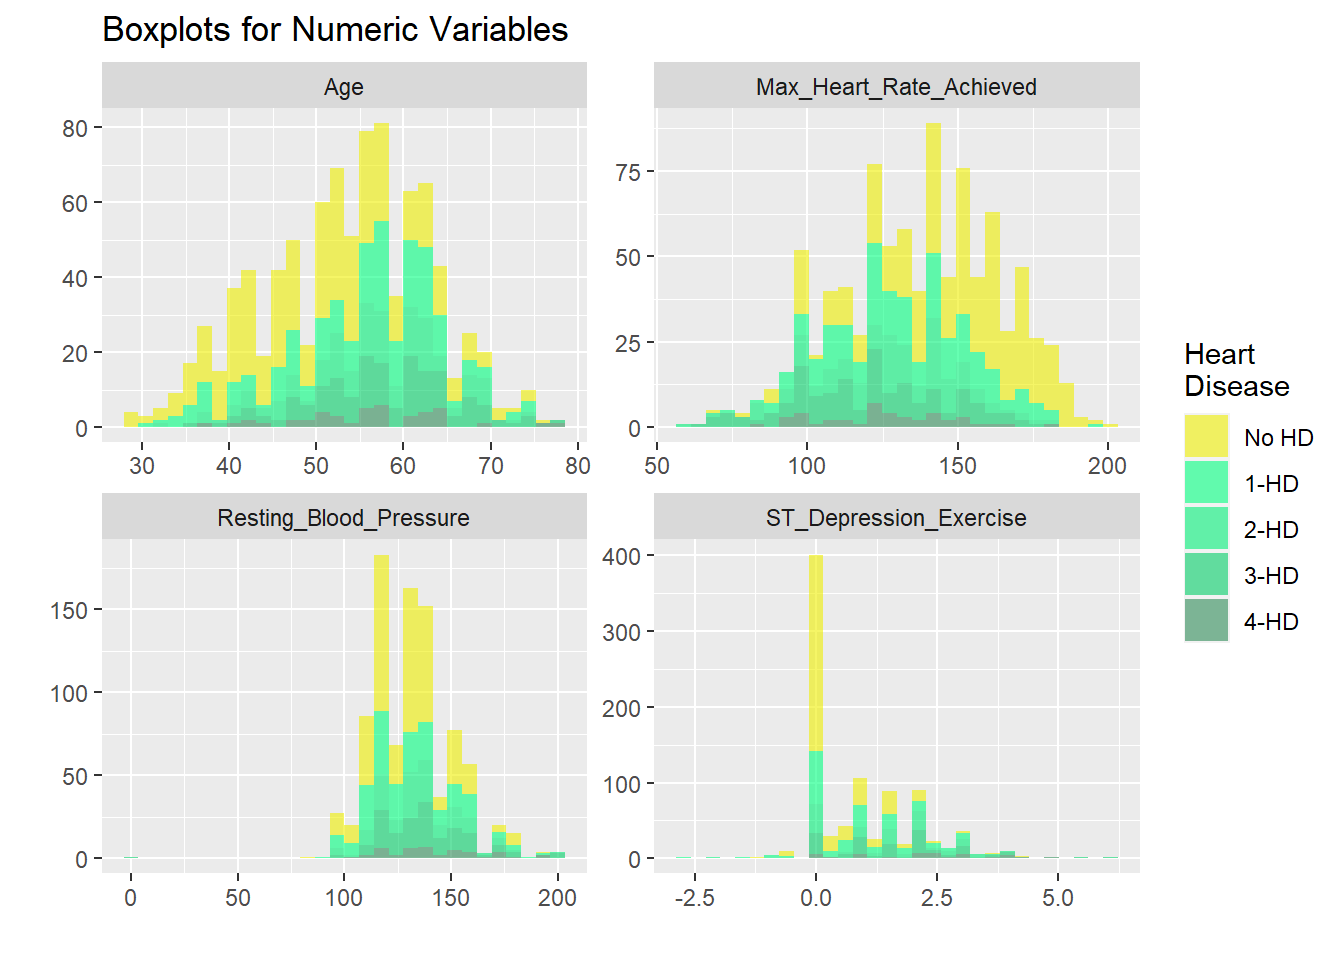 Boxplots for Numeric Variables
Age
80
60
40
20
0
30 40 50 60 70 80
Max_Heart_Rate_Achieved
75
50
25
0
50 100 150 200
Resting_Blood_Pressure
150
100
50
0
0 50 100 150 200
ST_Depression_Exercise
400
300
200
100
0
-2.5 0.0 2.5 5.0
Heart
Disease
No HD
1-HD
2-HD
3-HD
4-HD